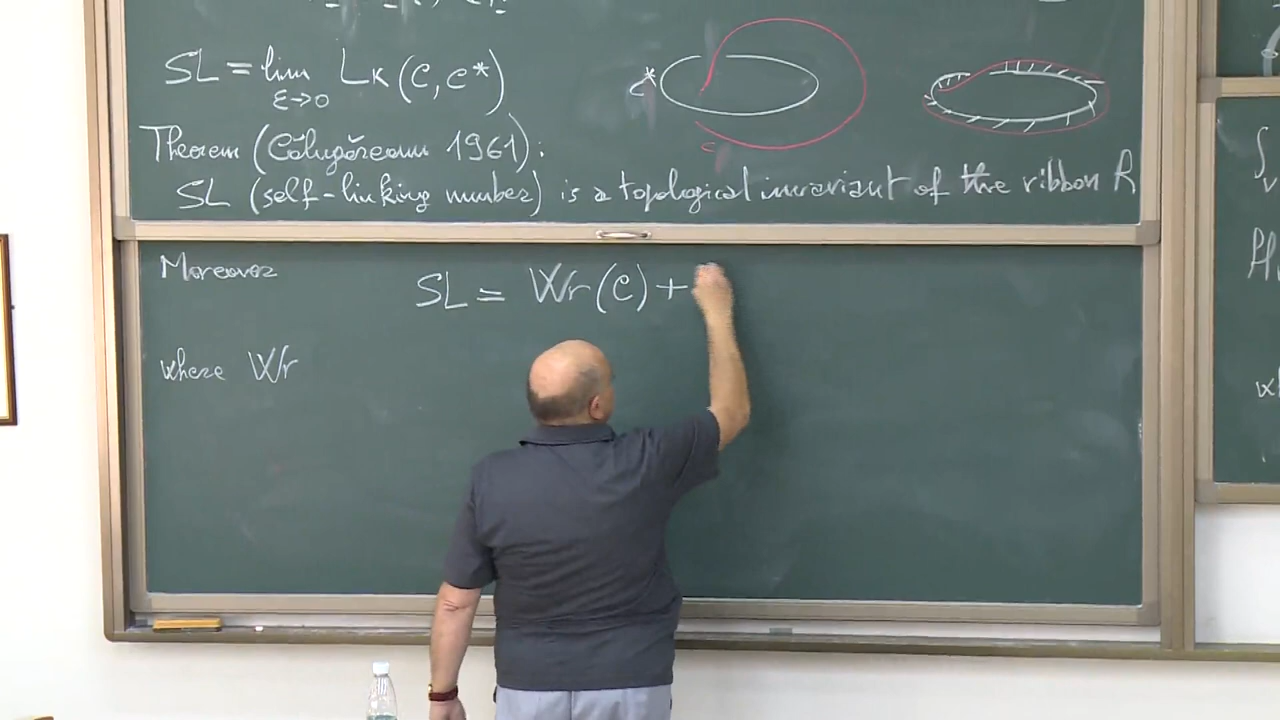 SL = lim Lk (C, C*)
ε→0
C*
C
Theorem (Călugăreanu 1961):
SL (self-linking number) is a topological invariant of the ribbon R
Moreover
SL = Wr(C) +
where Wr
∫
V